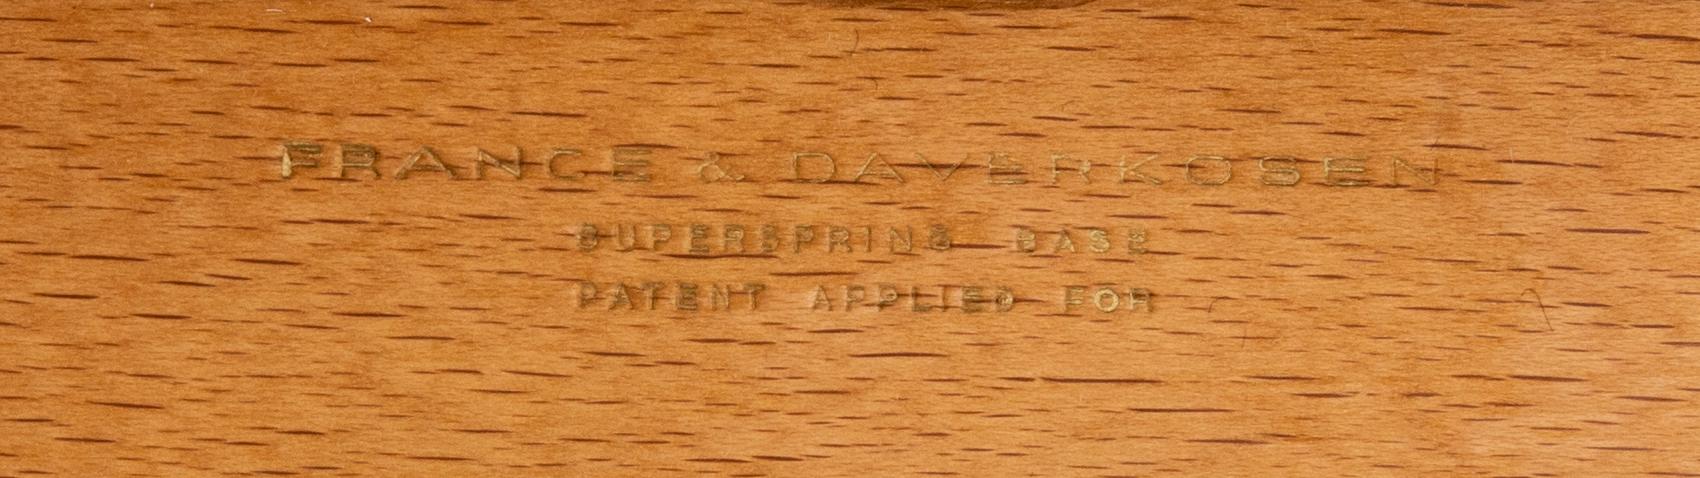 FRANCE & DAVERKOSEN
SUPERSPRING BASE
PATENT APPLIED FOR